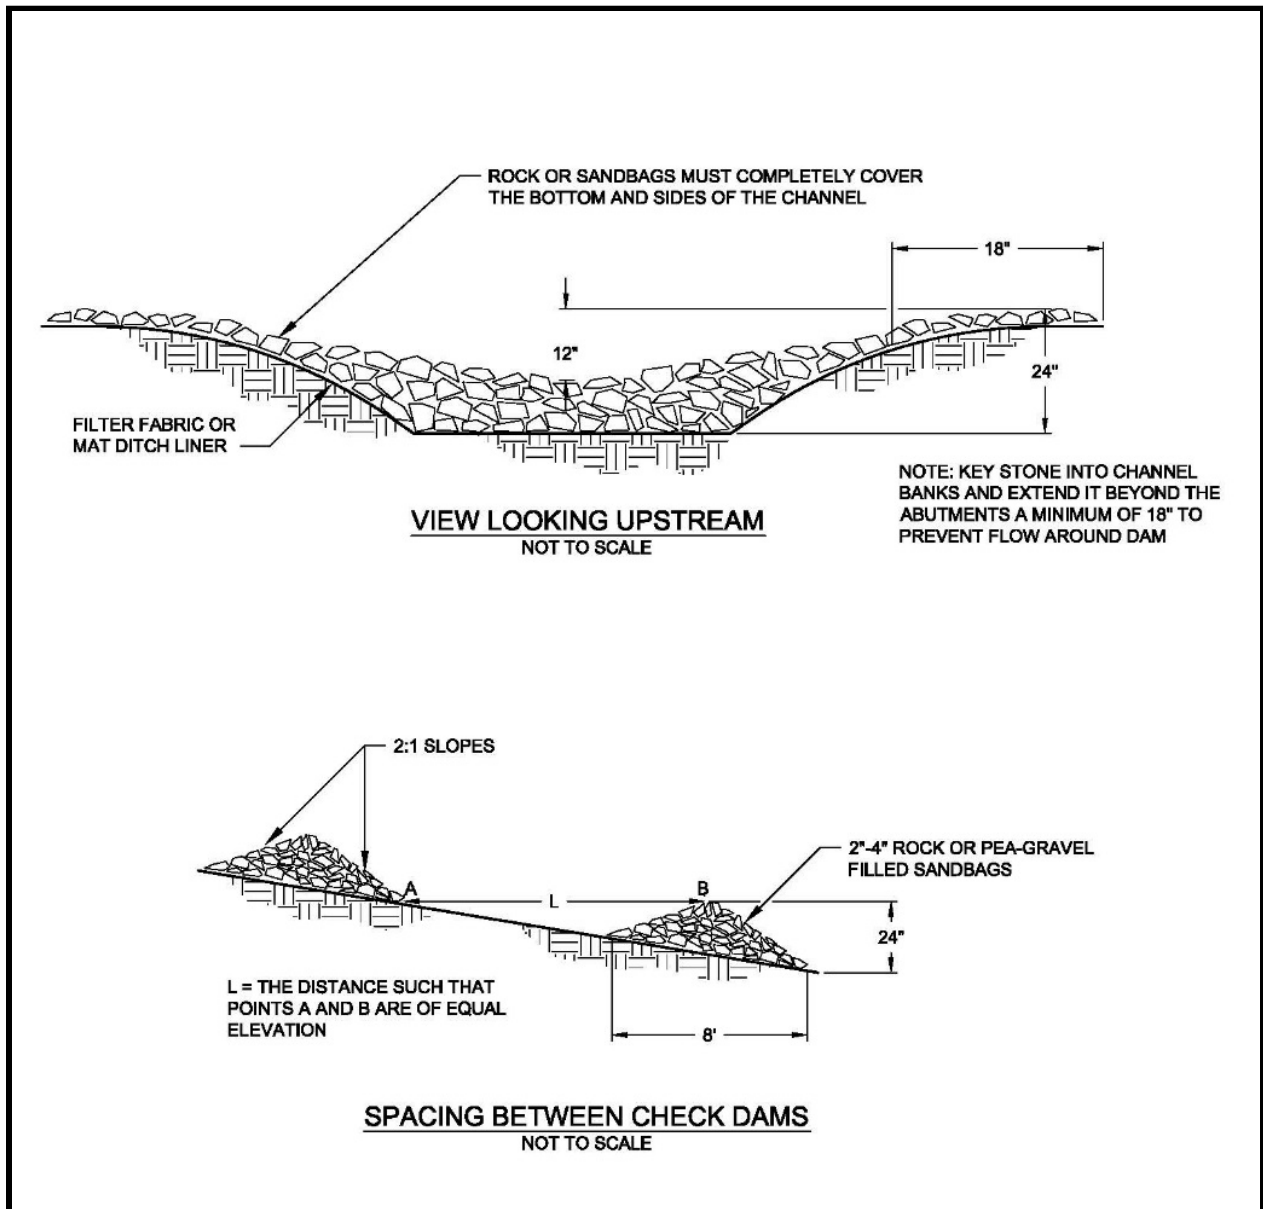 ROCK OR SANDBAGS MUST COMPLETELY COVER
THE BOTTOM AND SIDES OF THE CHANNEL
18"
12"
24"
FILTER FABRIC OR
MAT DITCH LINER
NOTE: KEY STONE INTO CHANNEL
BANKS AND EXTEND IT BEYOND THE
ABUTMENTS A MINIMUM OF 18" TO
PREVENT FLOW AROUND DAM
VIEW LOOKING UPSTREAM
NOT TO SCALE
2:1 SLOPES
2"-4" ROCK OR PEA-GRAVEL
FILLED SANDBAGS
A
L
B
24"
L = THE DISTANCE SUCH THAT
POINTS A AND B ARE OF EQUAL
ELEVATION
8'
SPACING BETWEEN CHECK DAMS
NOT TO SCALE